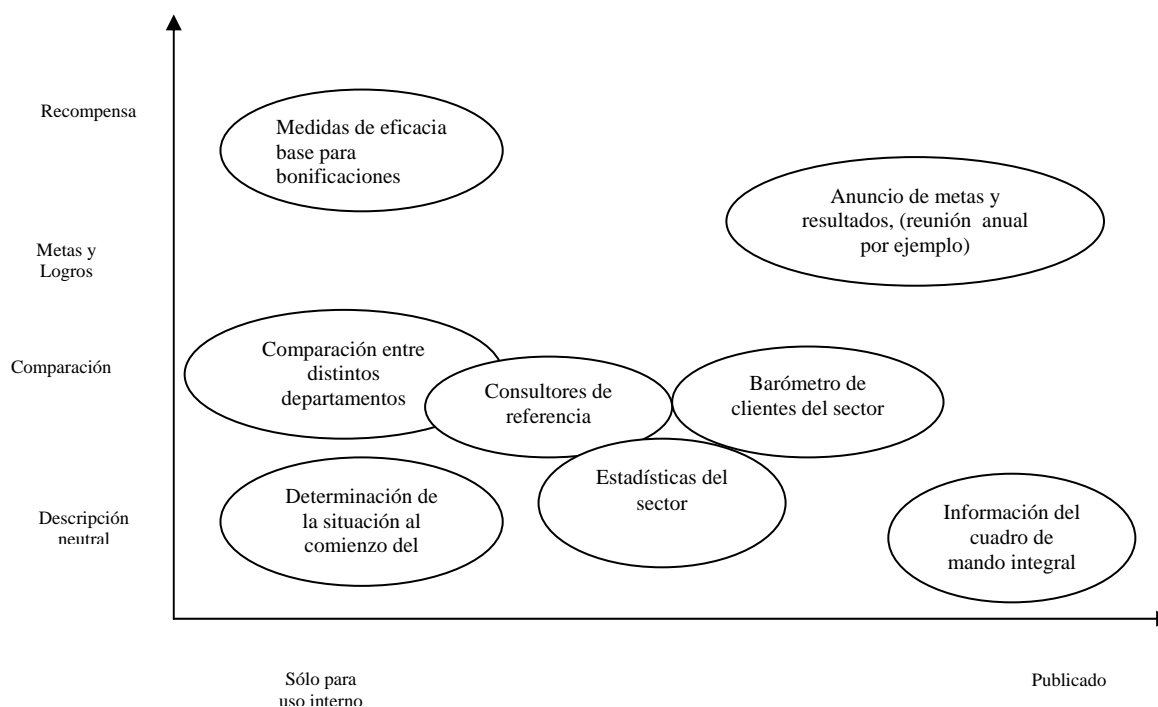 Recompensa
Medidas de eficacia
base para
bonificaciones
Anuncio de metas y
resultados, (reunión anual
por ejemplo)
Metas y
Logros
Comparación
Comparación entre
distintos
departamentos
Consultores de
referencia
Barómetro de
clientes del sector
Estadísticas del
sector
Descripción
neutral
Determinación de
la situación al
comienzo del
Información del
cuadro de
mando integral
Sólo para
uso interno
Publicado